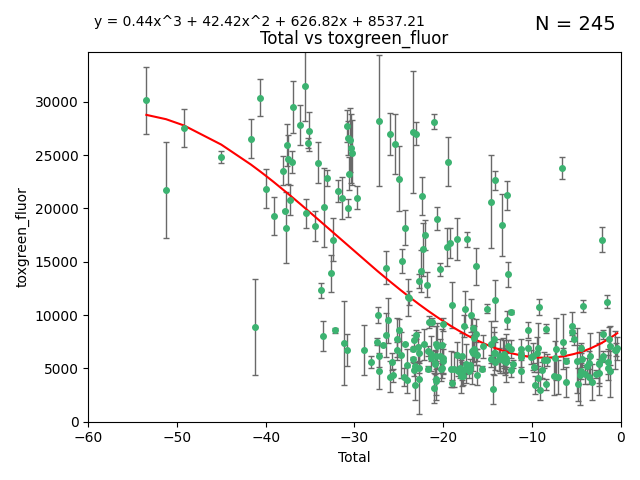 y = 0.44x^3 + 42.42x^2 + 626.82x + 8537.21
N = 245
Total vs toxgreen_fluor
toxgreen_fluor
30000
25000
20000
15000
10000
5000
0
−60 −50 −40 −30 −20 −10 0
Total